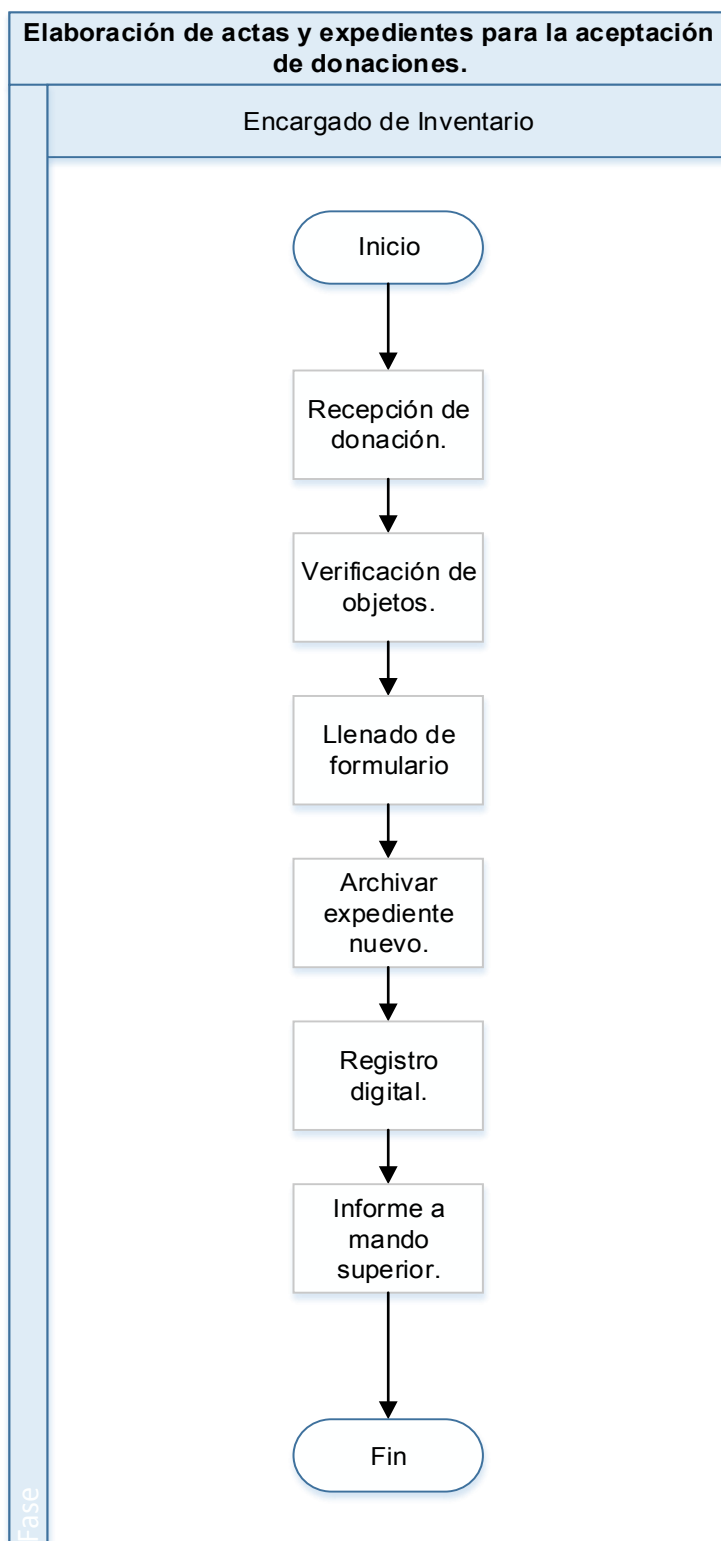 Elaboración de actas y expedientes para la aceptación
de donaciones.
Encargado de Inventario
Inicio
Recepción de
donación.
Verificación de
objetos.
Llenado de
formulario
Archivar
expediente
nuevo.
Registro
digital.
Informe a
mando
superior.
Fin
Fase